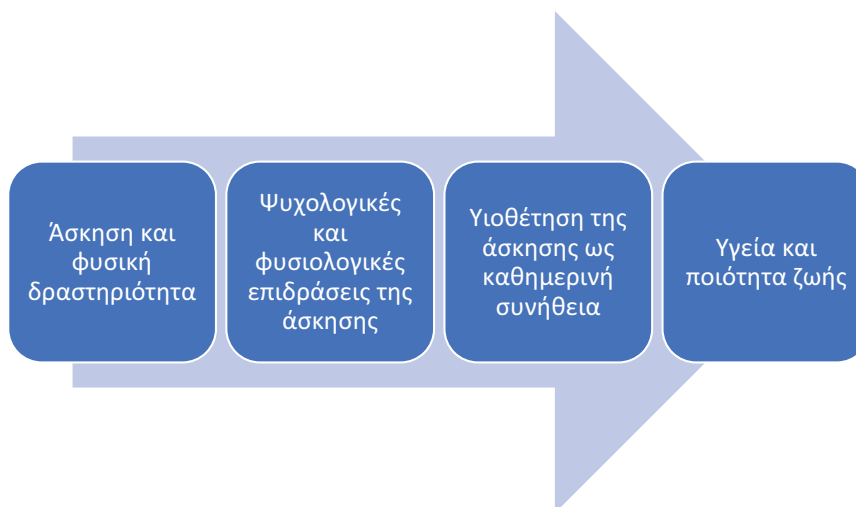 Άσκηση και
φυσική
δραστηριότητα
Ψυχολογικές
και
φυσιολογικές
επιδράσεις της
άσκησης
Υιοθέτηση της
άσκησης ως
καθημερινή
συνήθεια
Υγεία και
ποιότητα ζωής